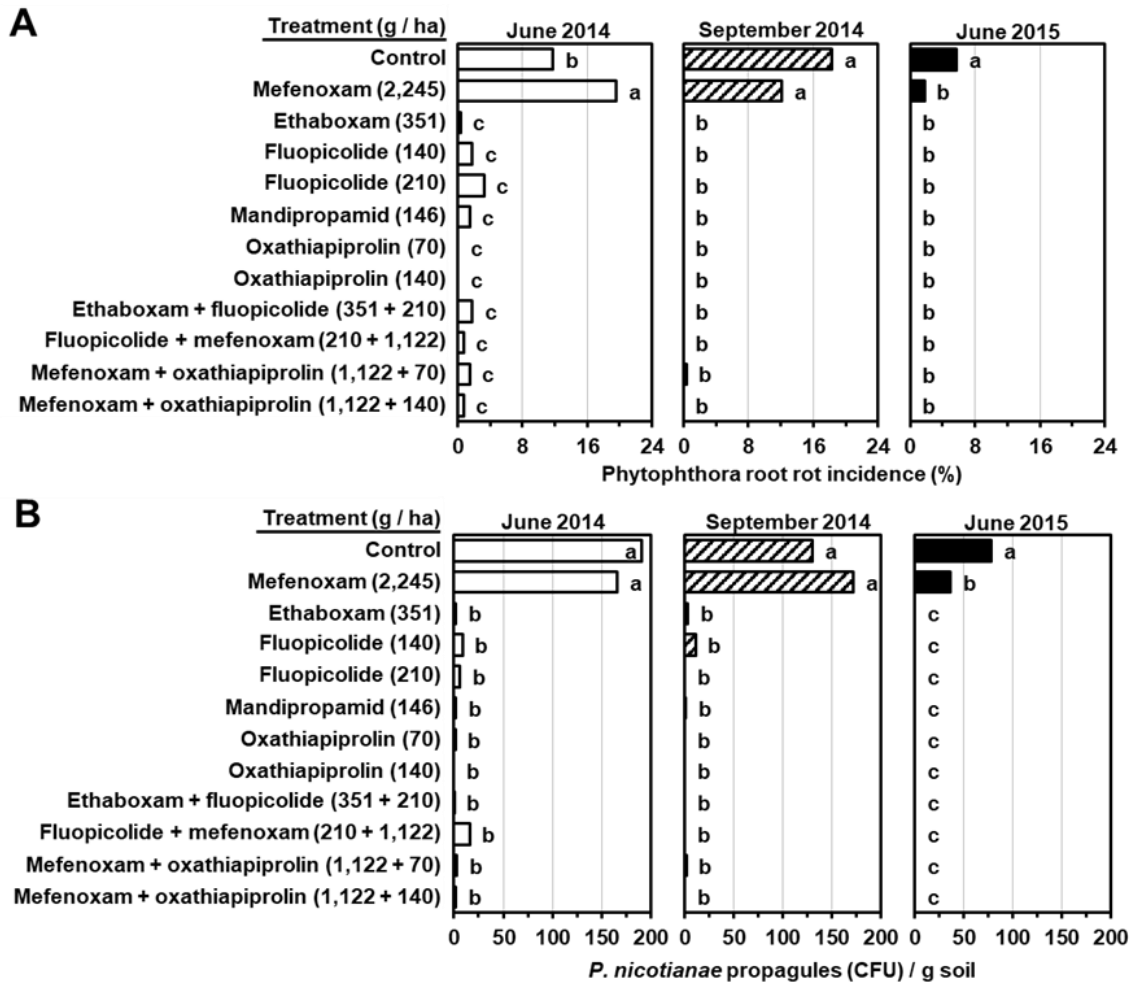 A
Treatment (g / ha) June 2014 September 2014 June 2015
Control b a a
Mefenoxam (2,245) a a b
Ethaboxam (351) c b b
Fluopicolide (140) c b b
Fluopicolide (210) c b b
Mandipropamid (146) c b b
Oxathiapiprolin (70) c b b
Oxathiapiprolin (140) c b b
Ethaboxam + fluopicolide (351 + 210) c b b
Fluopicolide + mefenoxam (210 + 1,122) c b b
Mefenoxam + oxathiapiprolin (1,122 + 70) c b b
Mefenoxam + oxathiapiprolin (1,122 + 140) c b b
0 8 16 24 0 8 16 24 0 8 16 24
Phytophthora root rot incidence (%)
B
Treatment (g / ha) June 2014 September 2014 June 2015
Control a a a
Mefenoxam (2,245) a a b
Ethaboxam (351) b b c
Fluopicolide (140) b b c
Fluopicolide (210) b b c
Mandipropamid (146) b b c
Oxathiapiprolin (70) b b c
Oxathiapiprolin (140) b b c
Ethaboxam + fluopicolide (351 + 210) b b c
Fluopicolide + mefenoxam (210 + 1,122) b b c
Mefenoxam + oxathiapiprolin (1,122 + 70) b b c
Mefenoxam + oxathiapiprolin (1,122 + 140) b b c
0 50 100 150 200 0 50 100 150 200 0 50 100 150 200
P. nicotianae propagules (CFU) / g soil